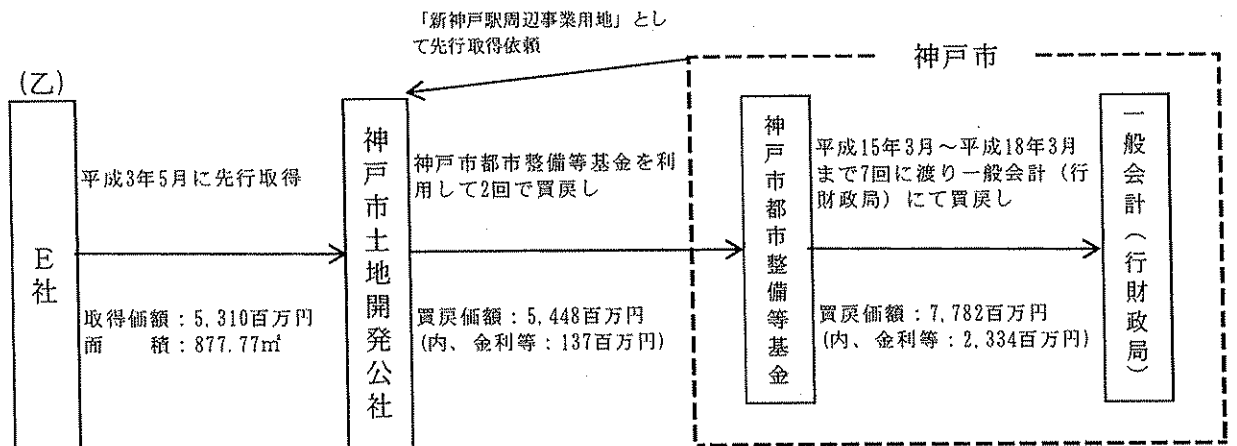 「新神戸駅周辺事業用地」とし
て先行取得依頼
神戸市
(乙)
E社
平成3年5月に先行取得
取得価額：5,310百万円
面　　積：877.77㎡
神戸市土地開発公社
神戸市都市整備等基金を利
用して2回で買戻し
買戻価額：5,448百万円
(内、金利等：137百万円)
神戸市都市整備等基金
平成15年3月～平成18年3月
まで7回に渡り一般会計（行
財政局）にて買戻し
買戻価額：7,782百万円
(内、金利等：2,334百万円)
一般会計（行財政局）